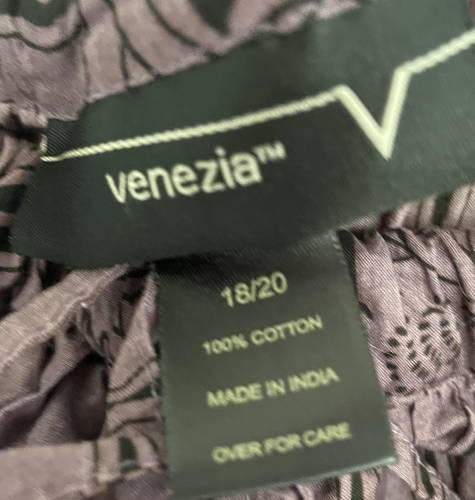 venezia™
18/20
100% COTTON
MADE IN INDIA
OVER FOR CARE